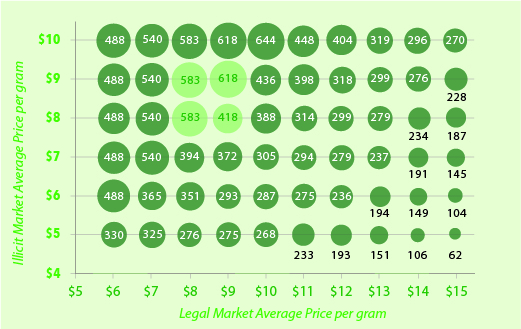 $10 488 540 583 618 644 448 404 319 296 270
$9 488 540 583 618 436 398 318 299 276
228
$8 488 540 583 418 388 314 299 279
234 187
$7 488 540 394 372 305 294 279 237
191 145
$6 488 365 351 293 287 275 236
194 149 104
$5 330 325 276 275 268
233 193 151 106 62
$4
$5 $6 $7 $8 $9 $10 $11 $12 $13 $14 $15
Legal Market Average Price per gram
Illicit Market Average Price per gram